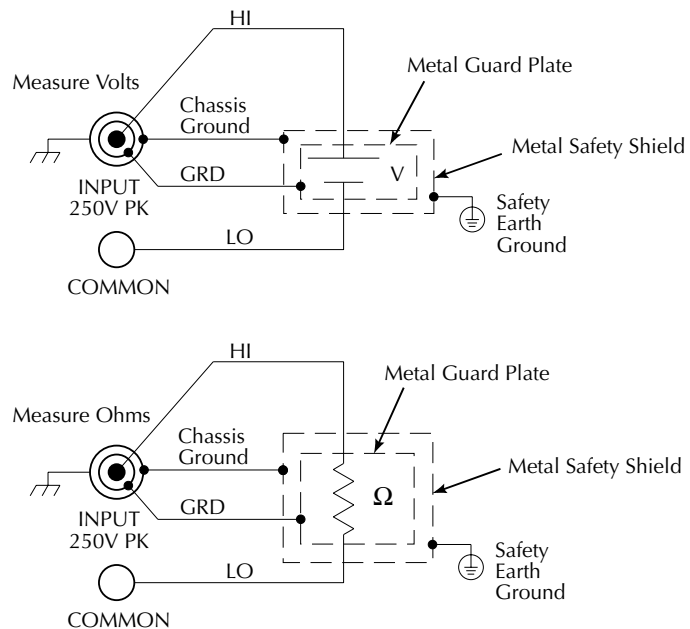 HI
Metal Guard Plate
Measure Volts
Chassis
Ground
Metal Safety Shield
V
GRD
INPUT
250V PK
Safety
Earth
Ground
LO
COMMON
HI
Metal Guard Plate
Measure Ohms
Chassis
Ground
Metal Safety Shield
Ω
GRD
INPUT
250V PK
Safety
Earth
Ground
LO
COMMON